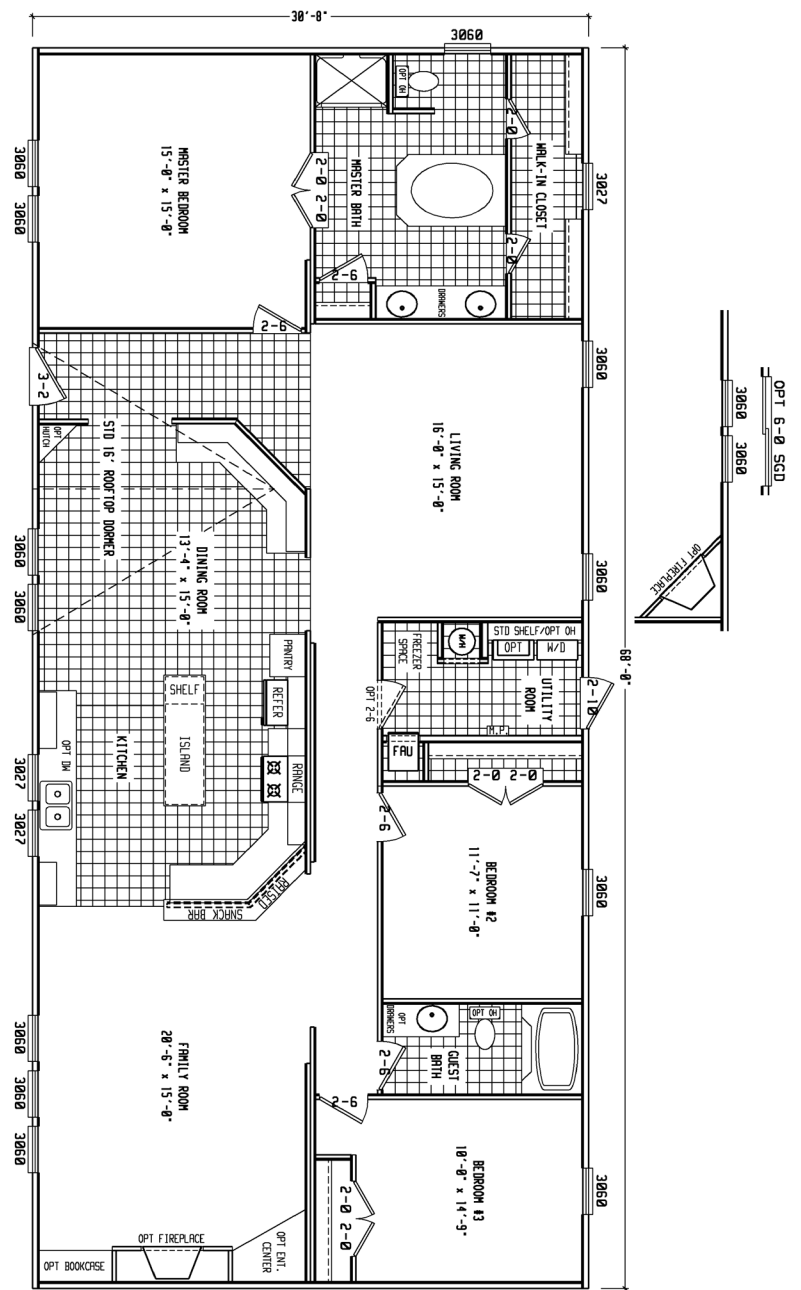 30'-8"
3060
OPT OH
2-0
WALK-IN CLOSET
3027
3060
3060
MASTER BEDROOM
15'-0" x 15'-0"
2-0 2-0
MASTER BATH
2-0
2-6
DRAWERS
2-6
3-2
3060
LIVING ROOM
16'-0" x 15'-0"
OPT HUTCH
STD 16' ROOFTOP DORMER
DINING ROOM
13'-4" x 15'-0"
3060
3060
3060
OPT 6-0 SGD
3060
3060
OPT FIREPLACE
68'-0"
STD SHELF/OPT OH
W/H
OPT
W/D
FREEZER SPACE
UTILITY ROOM
2-10
OPT 2-6
M.P.
FAU
PANTRY
REFER
SHELF
ISLAND
KITCHEN
OPT DW
RANGE
3027
3027
2-0 2-0
2-6
BEDROOM #2
11'-7" x 11'-0"
3060
RAISED
SNACK BAR
OPT DRAWERS
OPT OH
GUEST BATH
2-6
2-6
FAMILY ROOM
20'-6" x 15'-0"
3060
3060
3060
BEDROOM #3
10'-0" x 14'-9"
3060
2-0 2-0
OPT FIREPLACE
OPT ENT. CENTER
OPT BOOKCASE